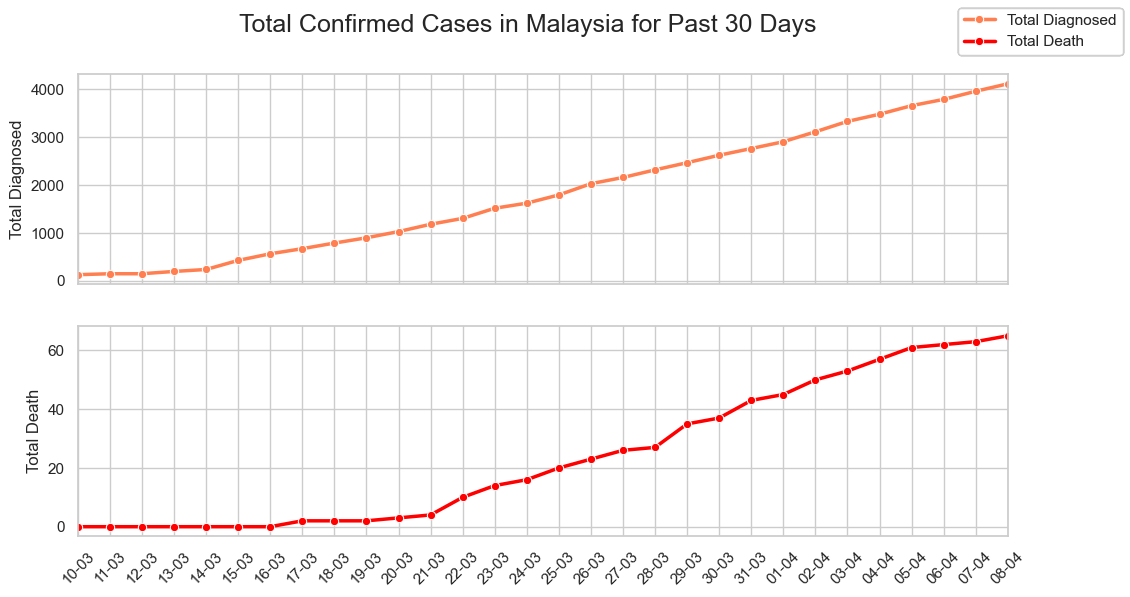 Total Confirmed Cases in Malaysia for Past 30 Days
Total Diagnosed
Total Death
Total Diagnosed
4000
3000
2000
1000
0
Total Death
60
40
20
0
10-03 11-03 12-03 13-03 14-03 15-03 16-03 17-03 18-03 19-03 20-03 21-03 22-03 23-03 24-03 25-03 26-03 27-03 28-03 29-03 30-03 31-03 01-04 02-04 03-04 04-04 05-04 06-04 07-04 08-04